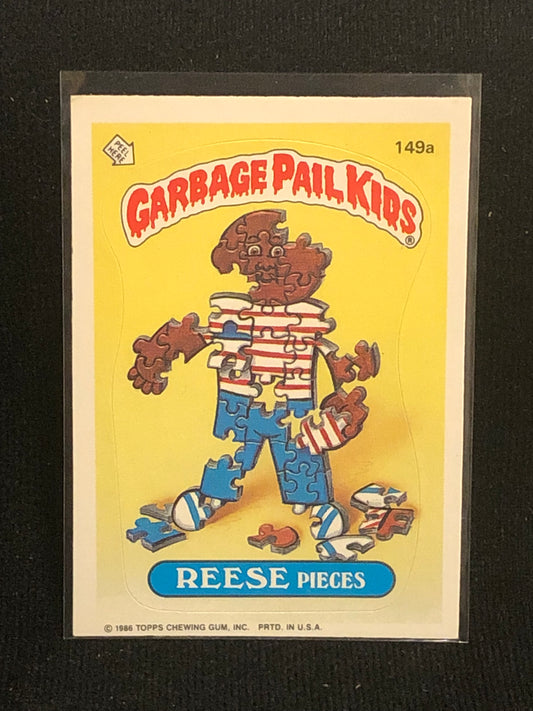 PEEL
HERE
149a
GARBAGE PAIL KIDS®
REESE PIECES
© 1986 TOPPS CHEWING GUM, INC. PRTD. IN U.S.A.